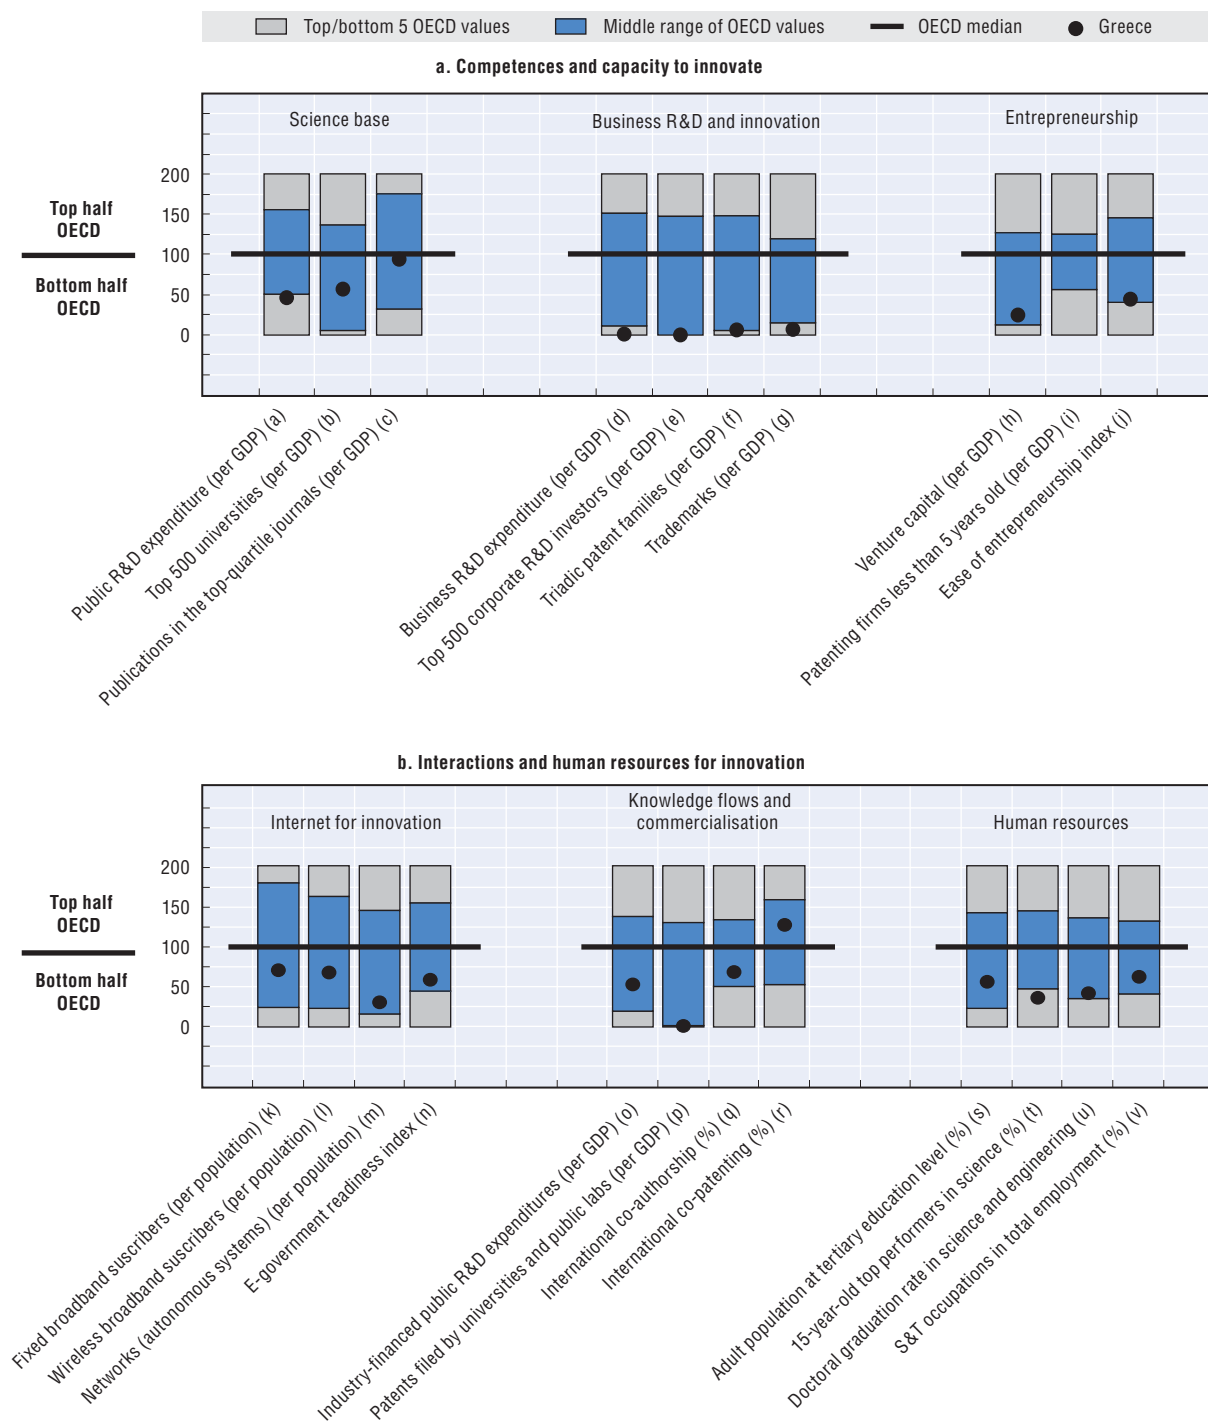 Top/bottom 5 OECD values Middle range of OECD values OECD median Greece
a. Competences and capacity to innovate
Science base Business R&D and innovation Entrepreneurship
200
150
100
50
0
Top half
OECD
Bottom half
OECD
Public R&D expenditure (per GDP) (a)
Top 500 universities (per GDP) (b)
Publications in the top-quartile journals (per GDP) (c)
Business R&D expenditure (per GDP) (d)
Top 500 corporate R&D investors (per GDP) (e)
Triadic patent families (per GDP) (f)
Trademarks (per GDP) (g)
Venture capital (per GDP) (h)
Patenting firms less than 5 years old (per GDP) (i)
Ease of entrepreneurship index (j)
b. Interactions and human resources for innovation
Internet for innovation
Knowledge flows and
commercialisation
Human resources
200
150
100
50
0
Top half
OECD
Bottom half
OECD
Fixed broadband suscribers (per population) (k)
Wireless broadband suscribers (per population) (l)
Networks (autonomous systems) (per population) (m)
E-government readiness index (n)
Industry-financed public R&D expenditures (per GDP) (o)
Patents filed by universities and public labs (per GDP) (p)
International co-authorship (%) (q)
International co-patenting (%) (r)
Adult population at tertiary education level (%) (s)
15-year-old top performers in science (%) (t)
Doctoral graduation rate in science and engineering (u)
S&T occupations in total employment (%) (v)